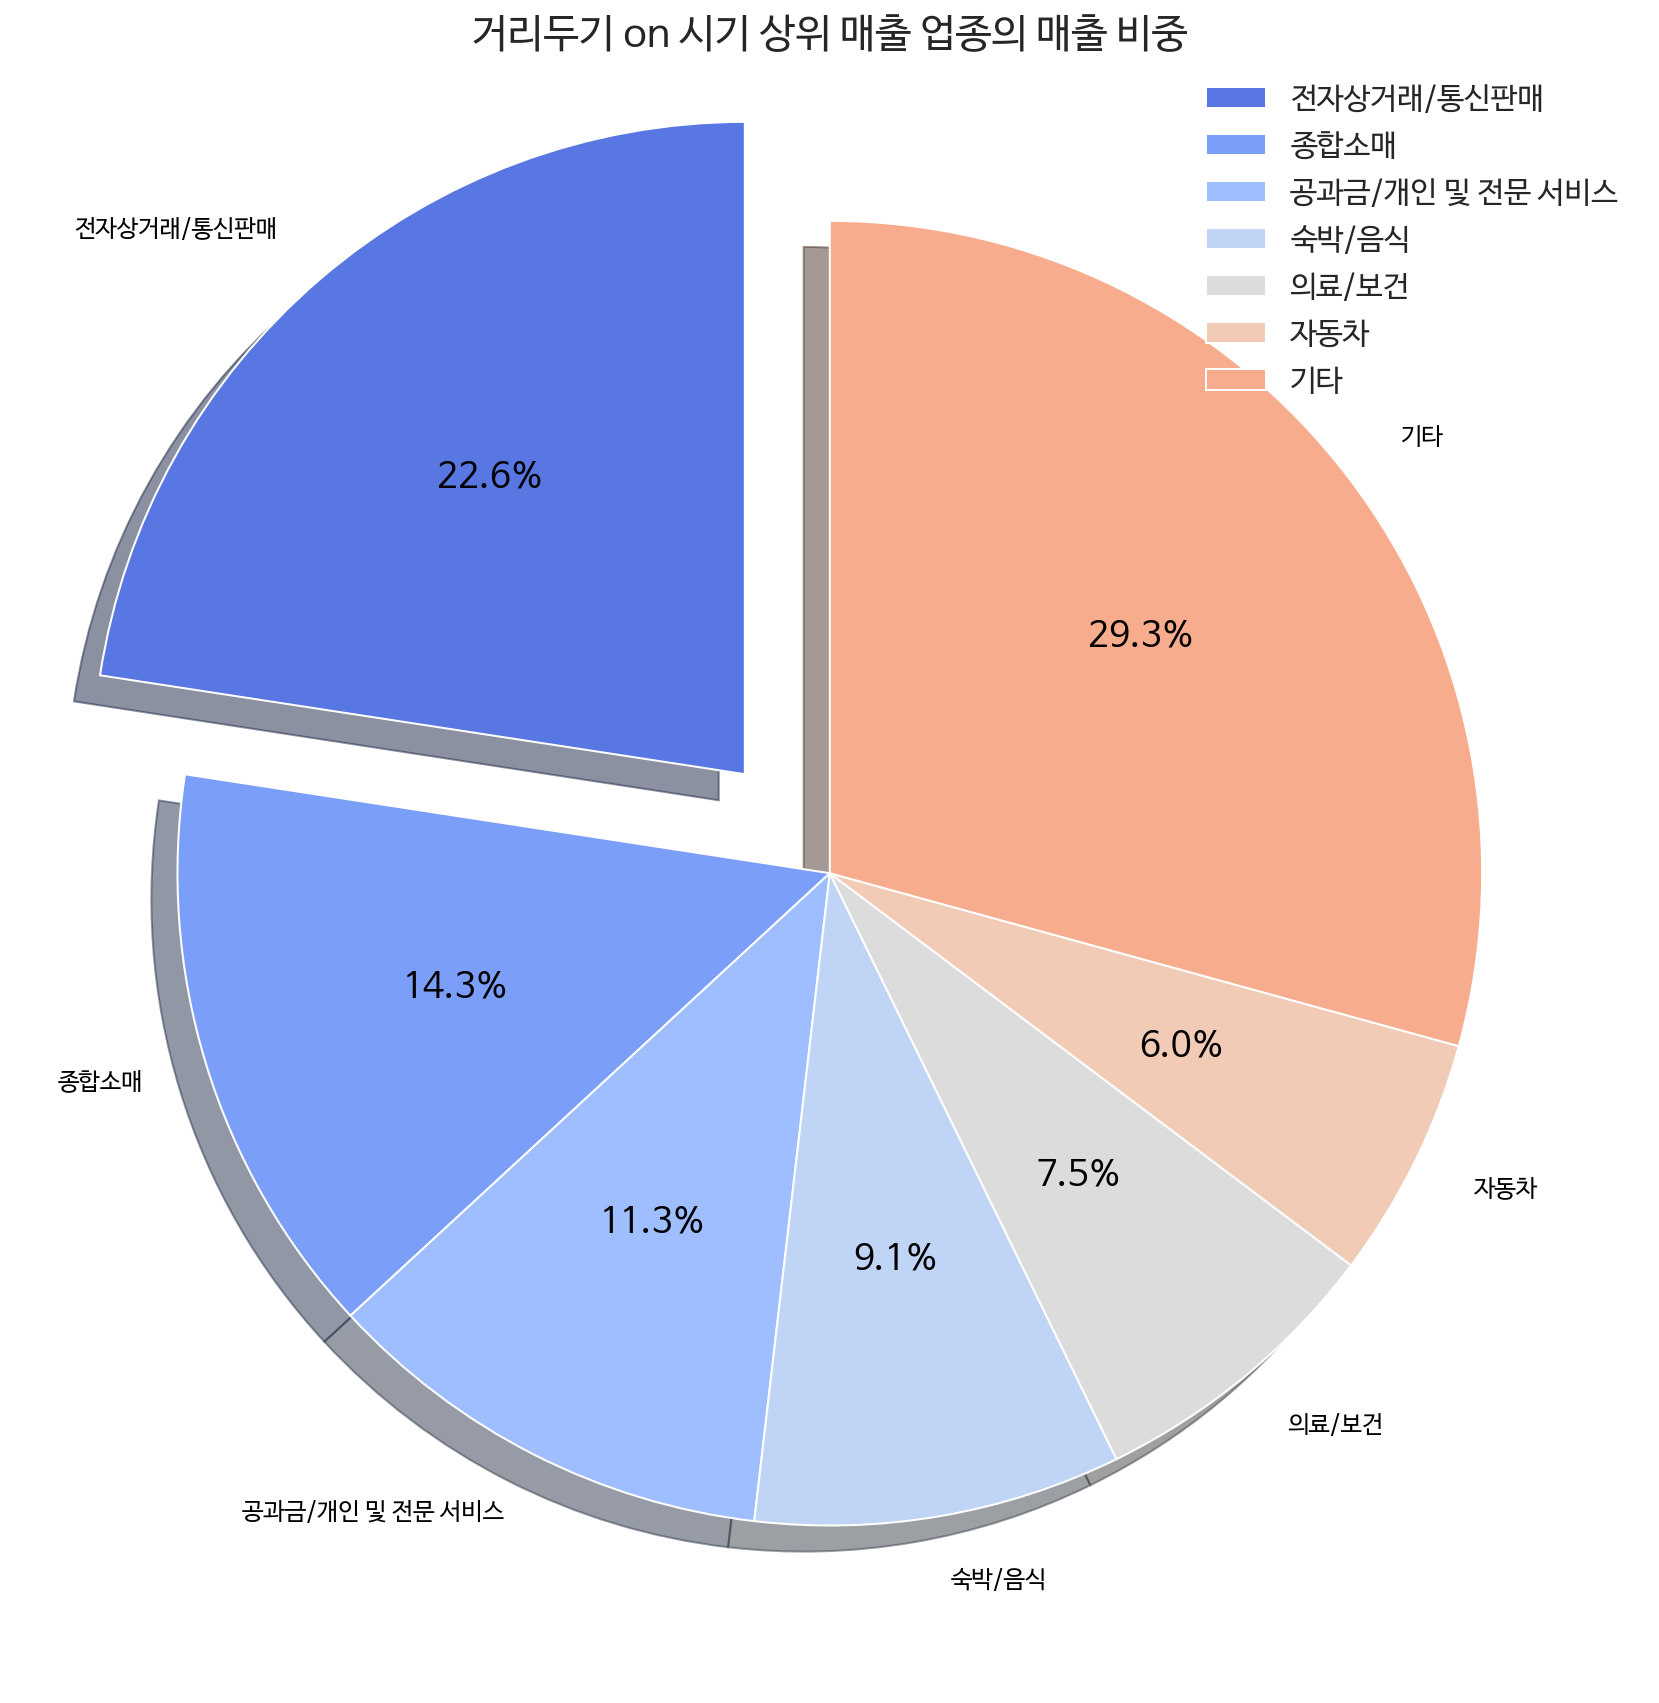 거리두기 on 시기 상위 매출 업종의 매출 비중
전자상거래/통신판매
종합소매
공과금/개인 및 전문 서비스
숙박/음식
의료/보건
자동차
기타
전자상거래/통신판매
22.6%
종합소매
14.3%
공과금/개인 및 전문 서비스
11.3%
숙박/음식
9.1%
의료/보건
7.5%
자동차
6.0%
기타
29.3%